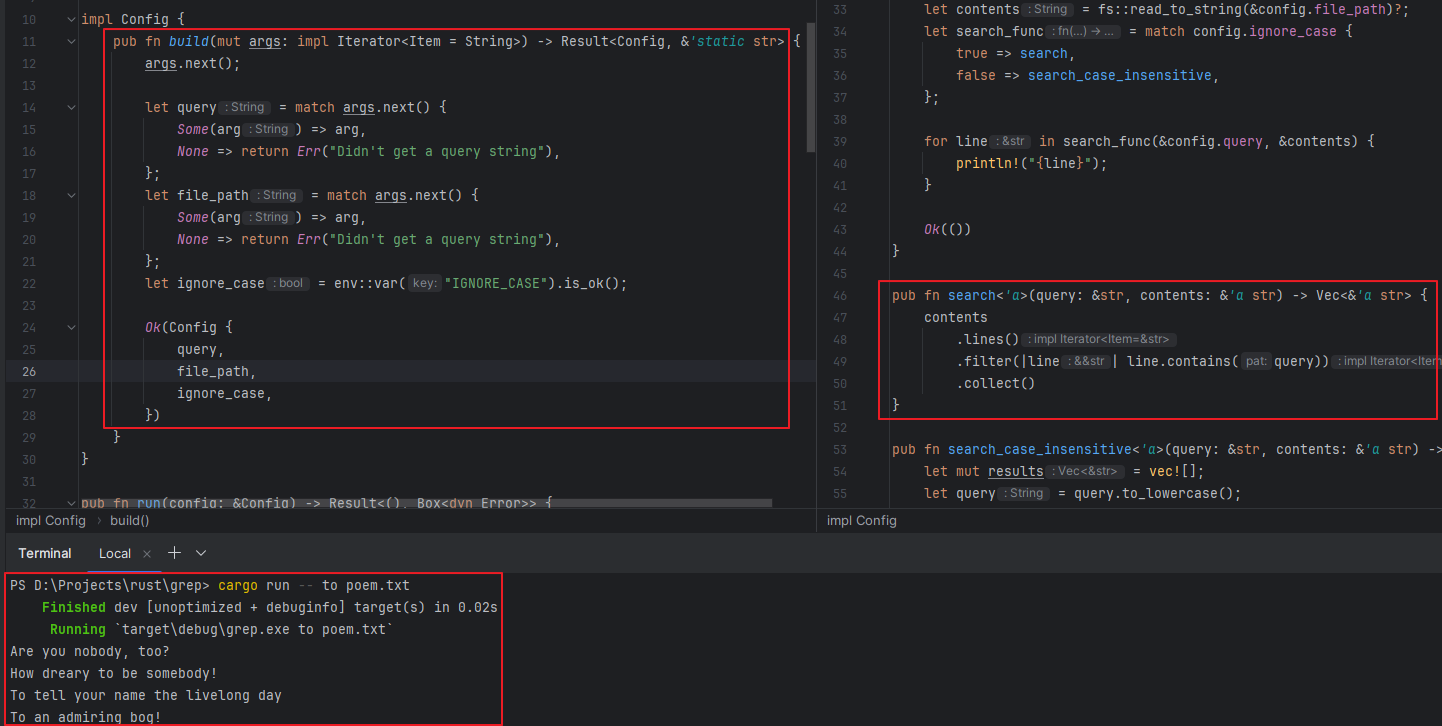 10 impl Config {
11 pub fn build(mut args: impl Iterator<Item = String>) -> Result<Config, &'static str> {
12 args.next();
13
14 let query : String = match args.next() {
15 Some(arg : String ) => arg,
16 None => return Err("Didn't get a query string"),
17 };
18 let file_path : String = match args.next() {
19 Some(arg : String ) => arg,
20 None => return Err("Didn't get a query string"),
21 };
22 let ignore_case : bool = env::var( key: "IGNORE_CASE").is_ok();
23
24 Ok(Config {
25 query,
26 file_path,
27 ignore_case,
28 })
29 }
30 }
31
32 pub fn run(config: &Config) -> Result<(), Box<dyn Error>> {
impl Config › build()
33 let contents : String = fs::read_to_string(&config.file_path)?;
34 let search_func : fn(...) → ... = match config.ignore_case {
35 true => search,
36 false => search_case_insensitive,
37 };
38
39 for line : &str in search_func(&config.query, &contents) {
40 println!("{line}");
41 }
42
43 Ok(())
44 }
45
46 pub fn search<'a>(query: &str, contents: &'a str) -> Vec<&'a str> {
47 contents
48 .lines() : impl Iterator<Item=&str>
49 .filter(|line : &&str | line.contains( pat: query)) : impl Iterator<Item
50 .collect()
51 }
52
53 pub fn search_case_insensitive<'a>(query: &str, contents: &'a str) ->
54 let mut results : Vec<&str> = vec![];
55 let query : String = query.to_lowercase();
impl Config
Terminal Local × +
PS D:\Projects\rust\grep> cargo run -- to poem.txt
Finished dev [unoptimized + debuginfo] target(s) in 0.02s
Running `target\debug\grep.exe to poem.txt`
Are you nobody, too?
How dreary to be somebody!
To tell your name the livelong day
To an admiring bog!